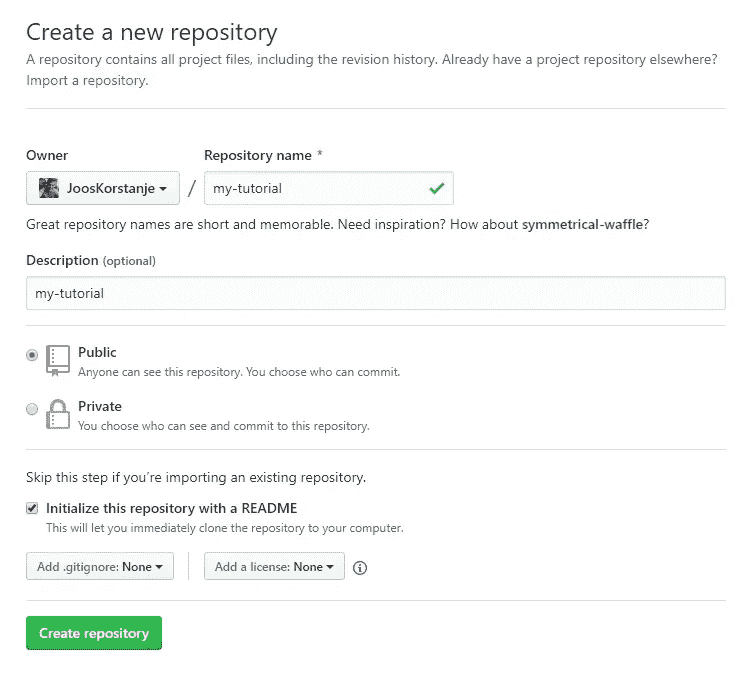 Create a new repository
A repository contains all project files, including the revision history. Already have a project repository elsewhere?
Import a repository.
Owner
Repository name *
JoosKorstanje
/
my-tutorial
Great repository names are short and memorable. Need inspiration? How about symmetrical-waffle?
Description (optional)
my-tutorial
Public
Anyone can see this repository. You choose who can commit.
Private
You choose who can see and commit to this repository.
Skip this step if you're importing an existing repository.
Initialize this repository with a README
This will let you immediately clone the repository to your computer.
Add .gitignore: None
Add a license: None
Create repository